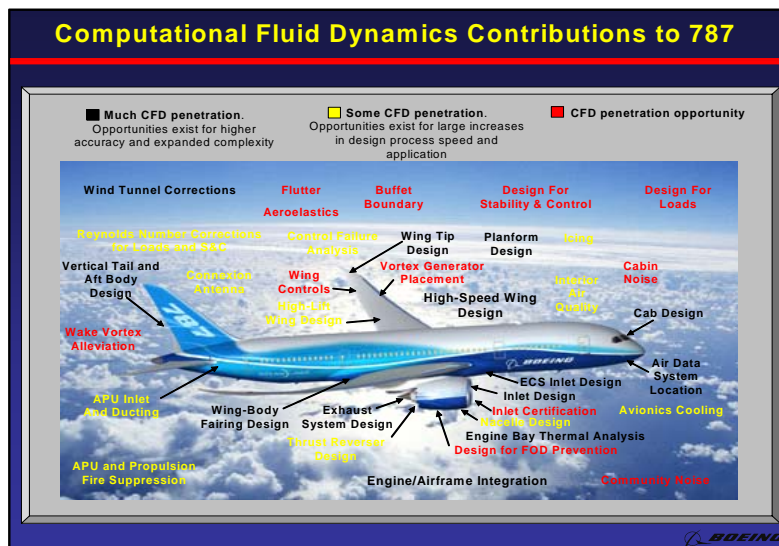 Computational Fluid Dynamics Contributions to 787
Much CFD penetration.
Opportunities exist for higher
accuracy and expanded complexity
Some CFD penetration.
Opportunities exist for large increases
in design process speed and
application
CFD penetration opportunity
Wind Tunnel Corrections
Flutter
Aeroelastics
Buffet
Boundary
Design For
Stability & Control
Design For
Loads
Reynolds Number Corrections
for Loads and S&C
Control Failure
Analysis
Wing Tip
Design
Planform
Design
Icing
Vertical Tail and
Aft Body
Design
Connexion
Antenna
Wing
Controls
Vortex Generator
Placement
Cabin
Noise
High-Lift
Wing Design
High-Speed Wing
Design
Interior
Air
Quality
787
Wake Vortex
Alleviation
Cab Design
BOEING
Air Data
System
Location
APU Inlet
And Ducting
Wing-Body
Fairing Design
Exhaust
System Design
ECS Inlet Design
Inlet Design
Inlet Certification
Nacelle Design
Avionics Cooling
Thrust Reverser
Design
Engine Bay Thermal Analysis
Design for FOD Prevention
APU and Propulsion
Fire Suppression
Engine/Airframe Integration
Community Noise
BOEING